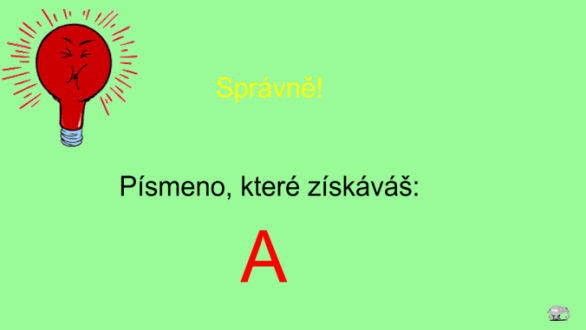 Správně!
Písmeno, které získáváš:
A